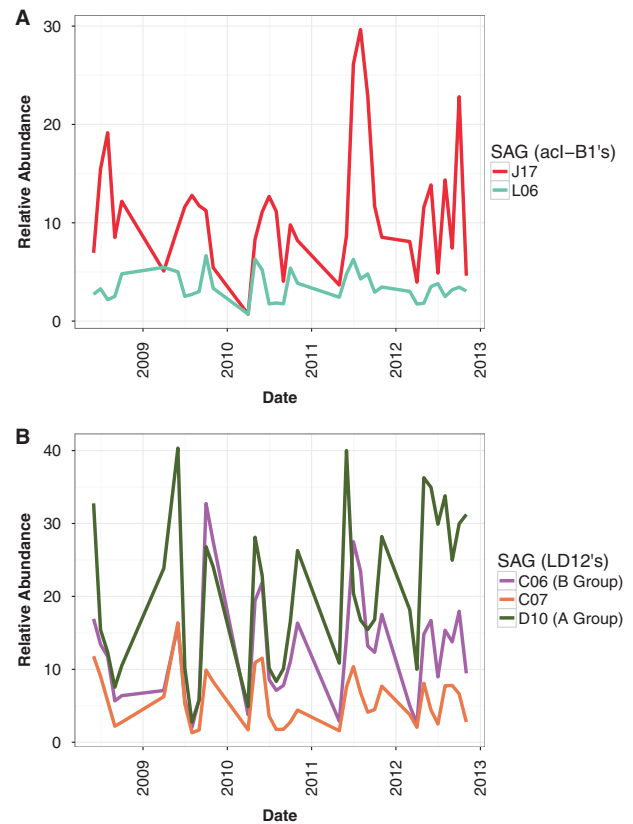 A
30
20
10
0
Relative Abundance
2009
2010
2011
2012
2013
Date
SAG (acI−B1's)
J17
L06
B
40
30
20
10
0
Relative Abundance
2009
2010
2011
2012
2013
Date
SAG (LD12's)
C06 (B Group)
C07
D10 (A Group)